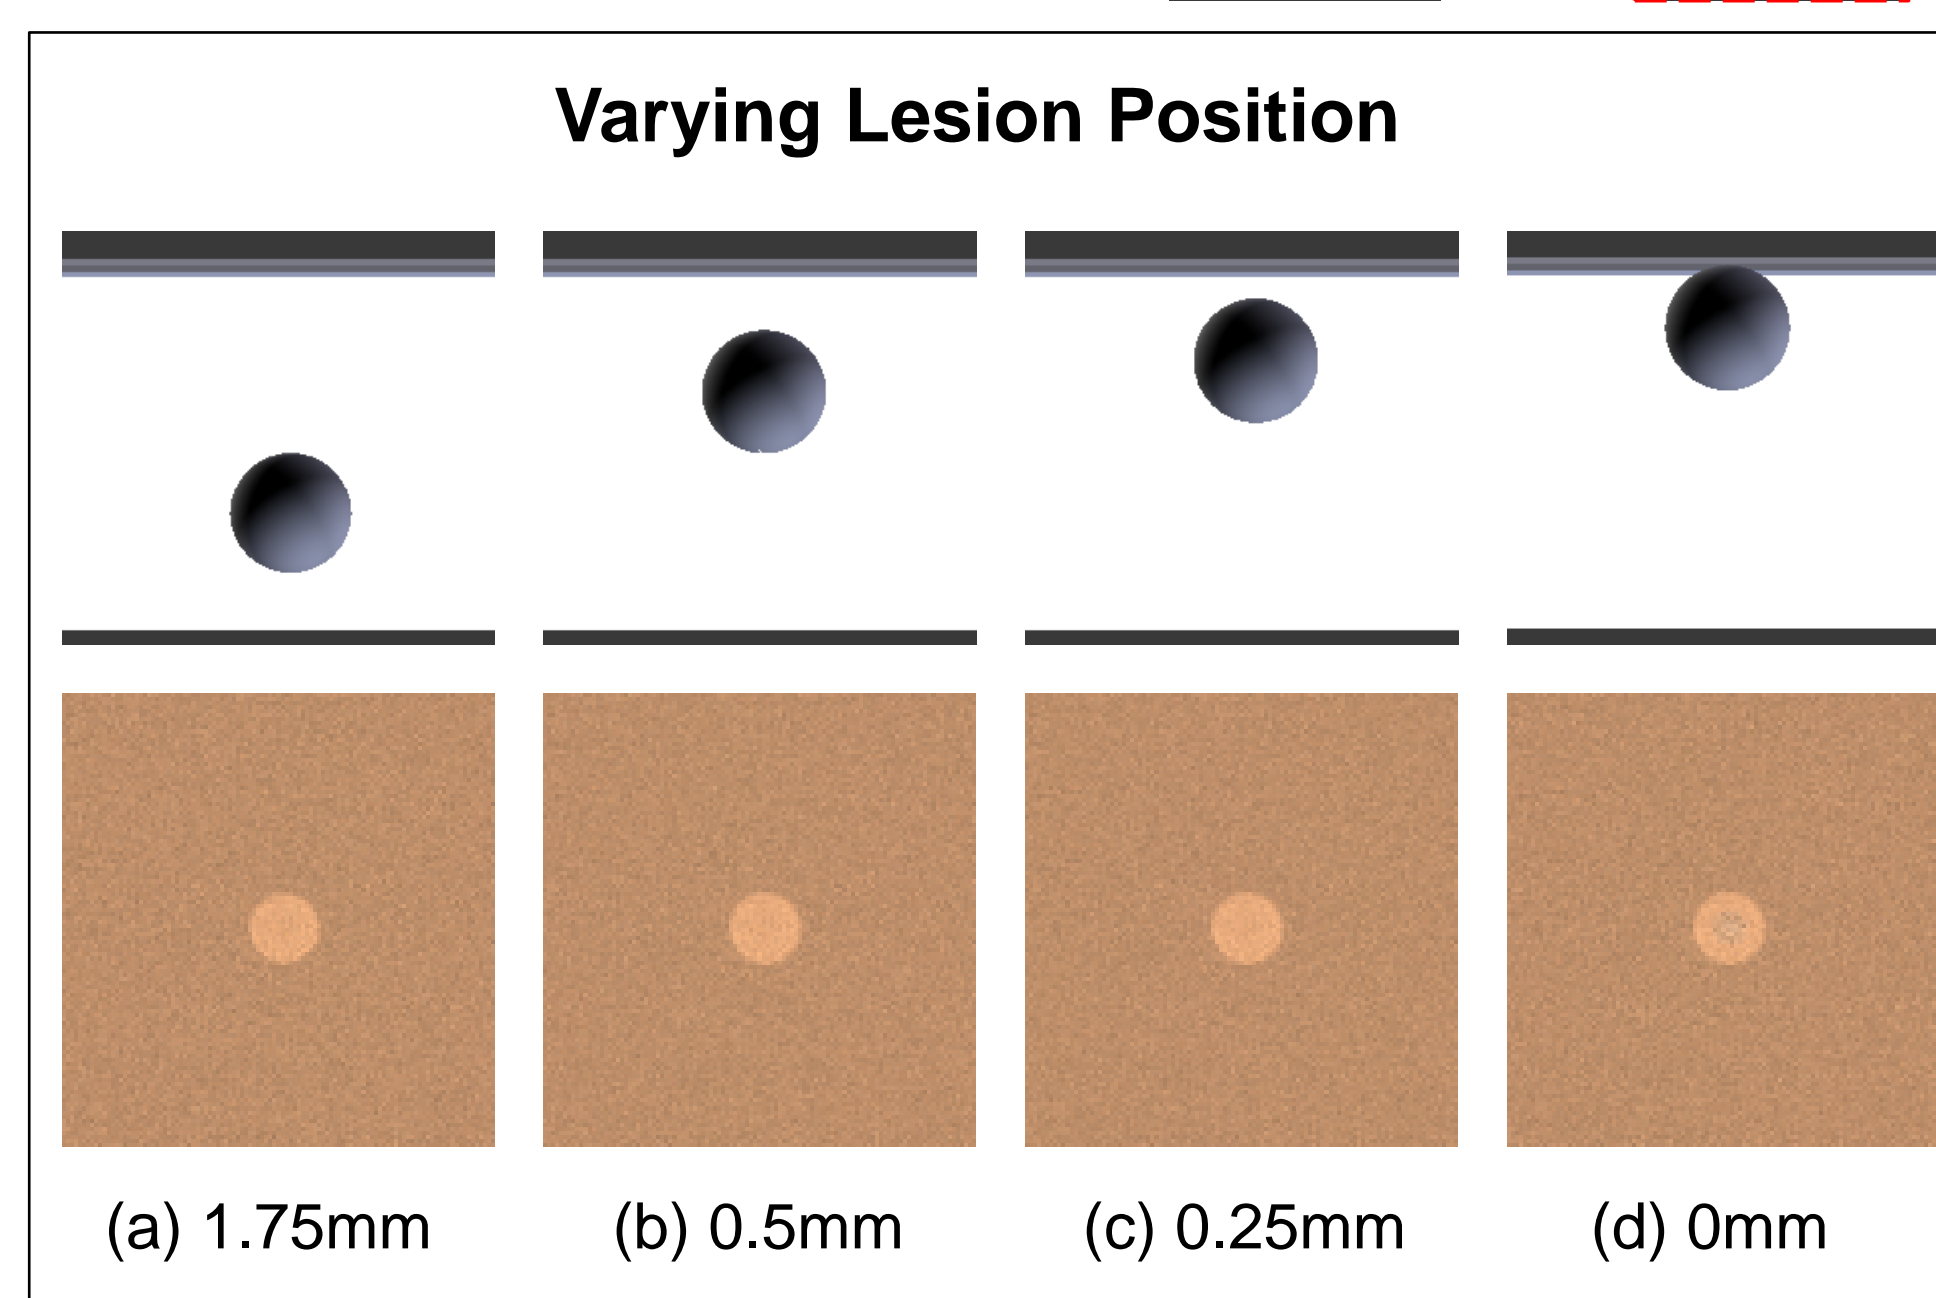 Varying Lesion Position
(a) 1.75mm
(b) 0.5mm
(c) 0.25mm
(d) 0mm